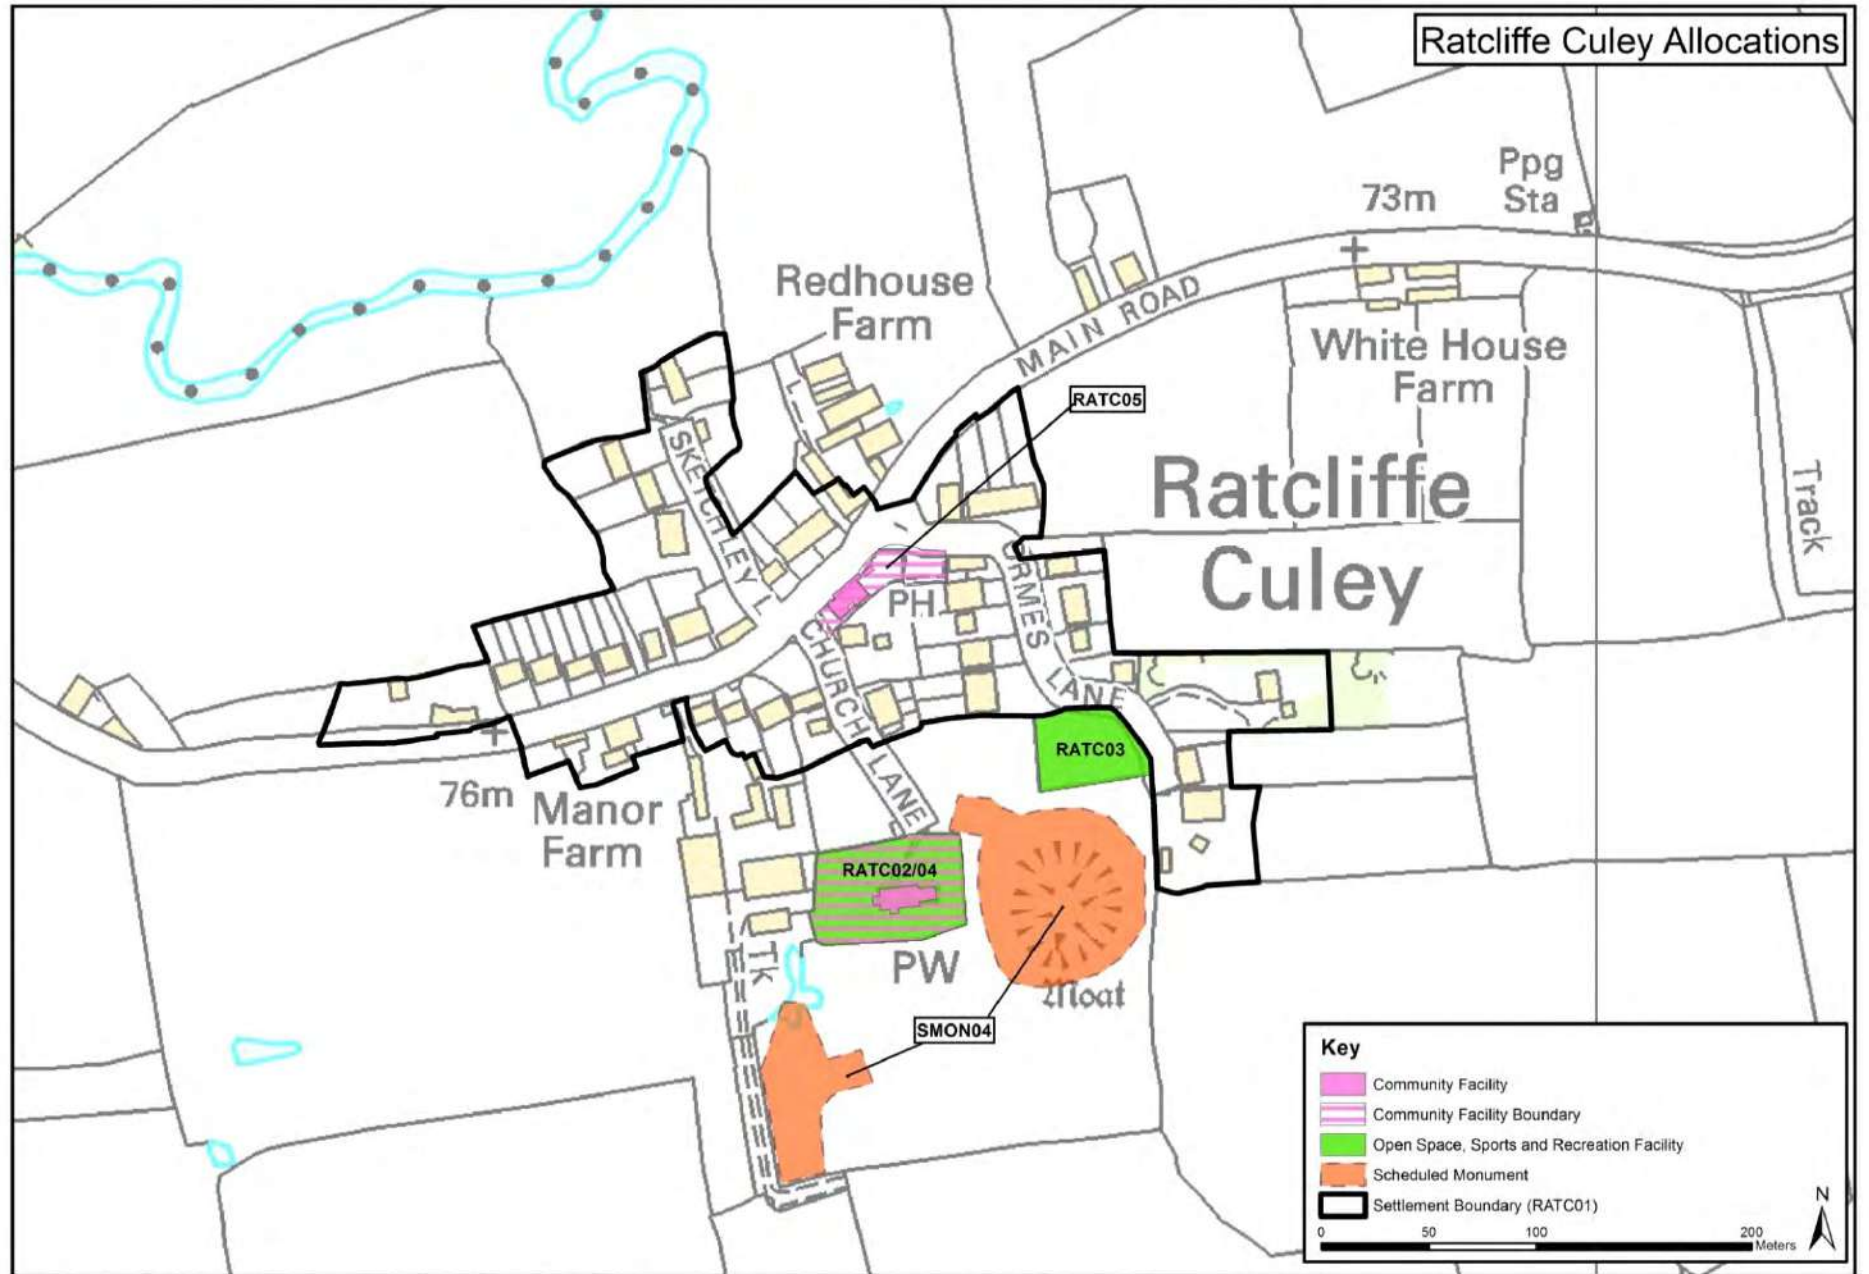 Ratcliffe Culey Allocations
Ppg
Sta
73m
Redhouse
Farm
MAIN ROAD
White House
Farm
RATC05
SKETCHLEY L
Ratcliffe
Culey
Track
PH
ORMES LANE
CHURCH LANE
RATC03
76m
Manor
Farm
RATC02/04
Tk
PW
Moat
SMON04
Key
Community Facility
Community Facility Boundary
Open Space, Sports and Recreation Facility
Scheduled Monument
Settlement Boundary (RATC01)
N
0 50 100 200
Meters